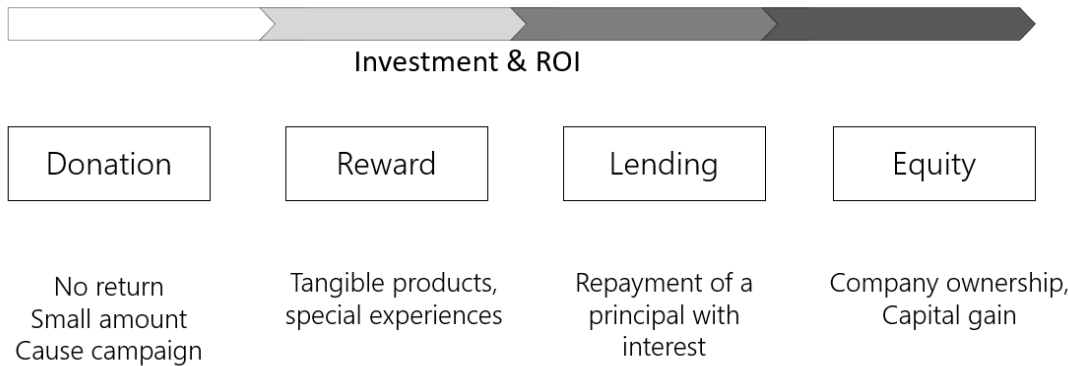 Investment & ROI
Donation
Reward
Lending
Equity
No return
Small amount
Cause campaign
Tangible products,
special experiences
Repayment of a
principal with
interest
Company ownership,
Capital gain